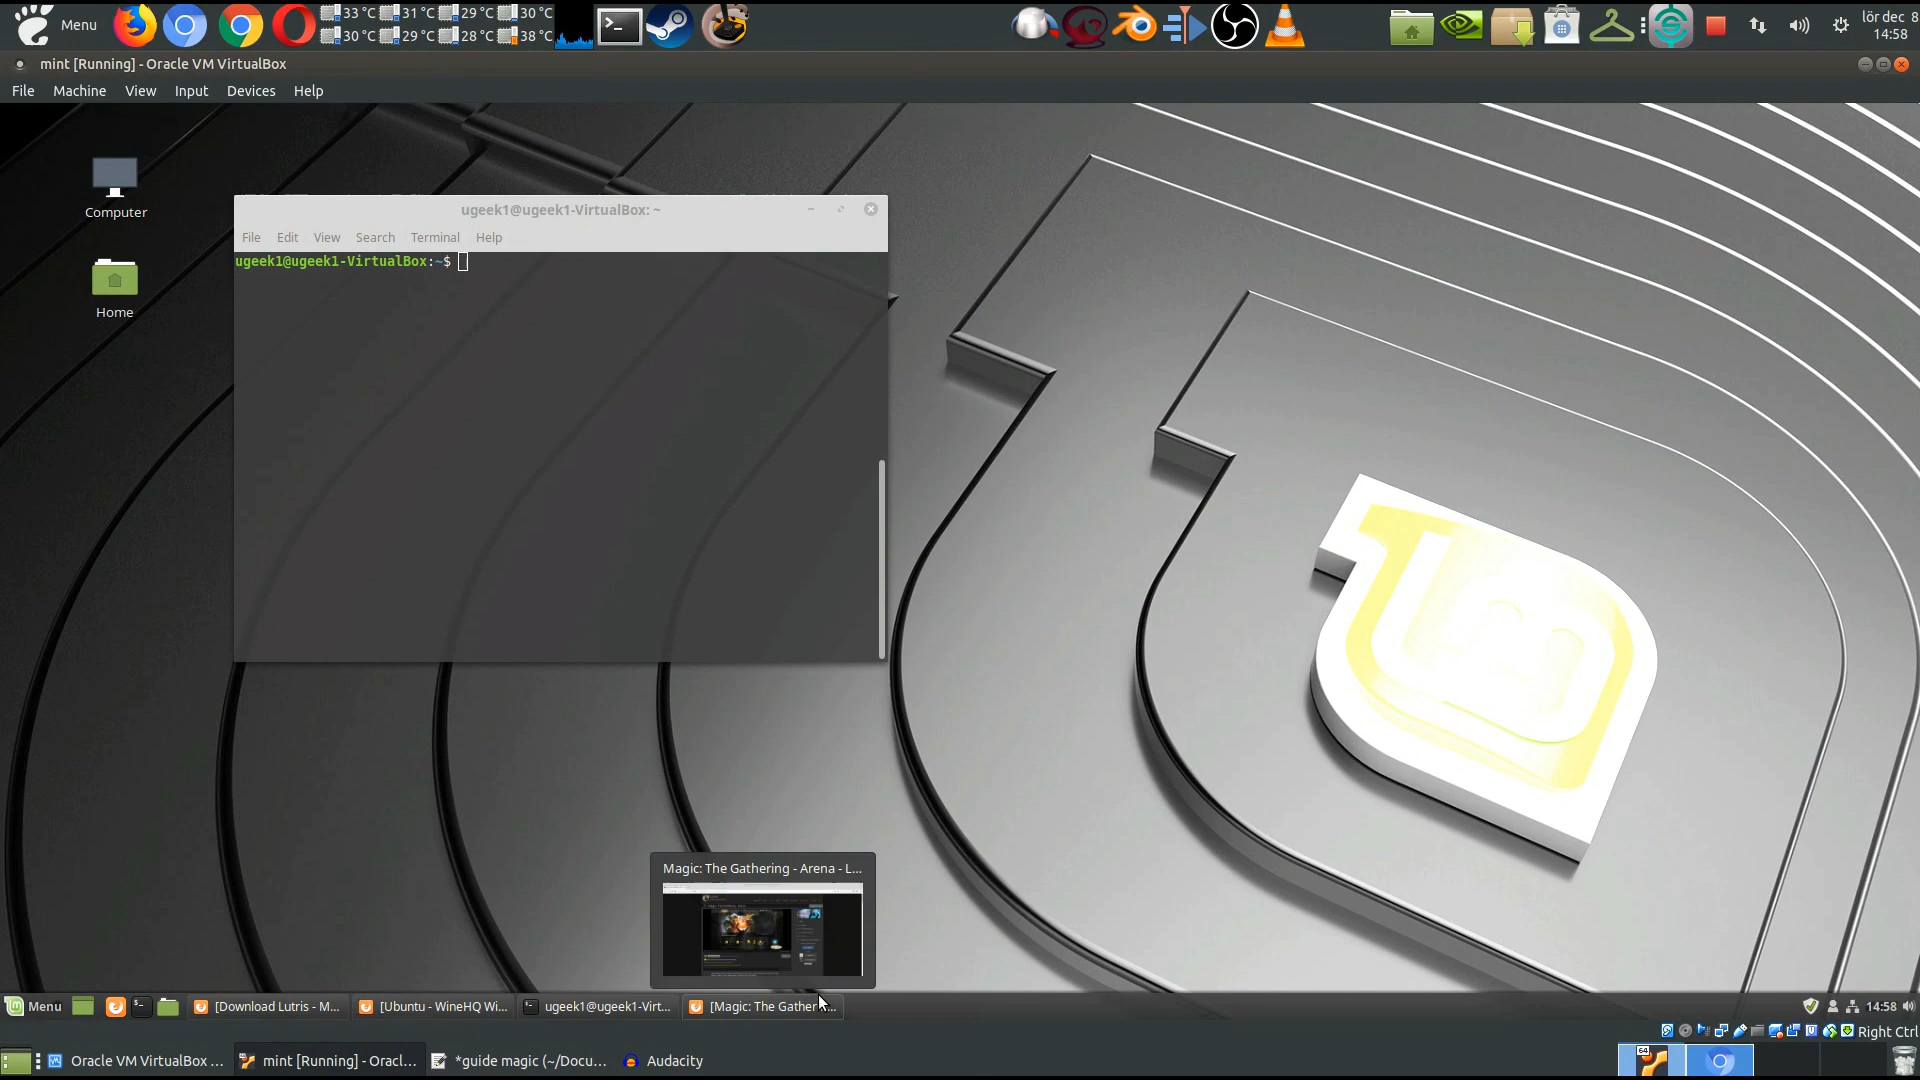 Menu
33 °C 31 °C 29 °C 30 °C
30 °C 29 °C 28 °C 38 °C
lör dec 8
14:58
mint [Running] - Oracle VM VirtualBox
File Machine View Input Devices Help
Computer
Home
ugeek1@ugeek1-VirtualBox: ~
File Edit View Search Terminal Help
ugeek1@ugeek1-VirtualBox:~$
Magic: The Gathering - Arena - L...
Menu
[Download Lutris - M...
[Ubuntu - WineHQ Wi...
ugeek1@ugeek1-Virt...
[Magic: The Gather...
14:58
Right Ctrl
Oracle VM VirtualBox ...
mint [Running] - Oracl...
*guide magic (~/Docu...
Audacity
64